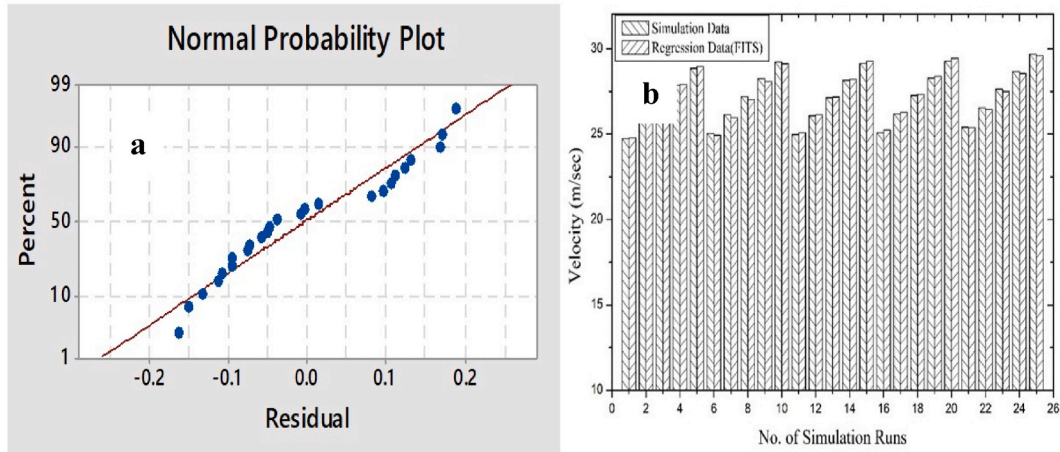 Normal Probability Plot
a
Percent
99
90
50
10
1
-0.2
-0.1
0.0
0.1
0.2
Residual
b
Simulation Data
Regression Data(FITS)
Velocity (m/sec)
30
25
20
15
10
0 2 4 6 8 10 12 14 16 18 20 22 24 26
No. of Simulation Runs